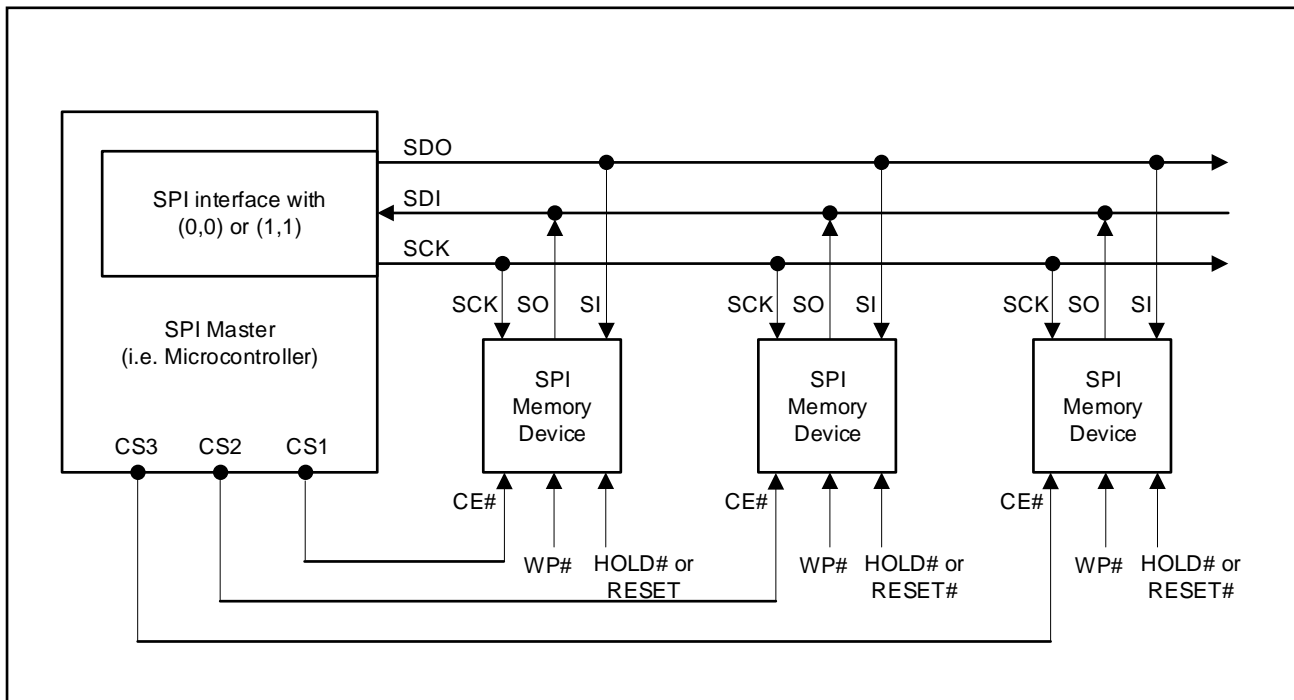 SDO
SPI interface with
(0,0) or (1,1)
SDI
SCK
SPI Master
(i.e. Microcontroller)
SCK SO SI
SCK SO SI
SCK SO SI
SPI
Memory
Device
SPI
Memory
Device
SPI
Memory
Device
CS3 CS2 CS1
CE#
WP#
HOLD# or
RESET
CE#
WP#
HOLD# or
RESET#
CE#
WP#
HOLD# or
RESET#